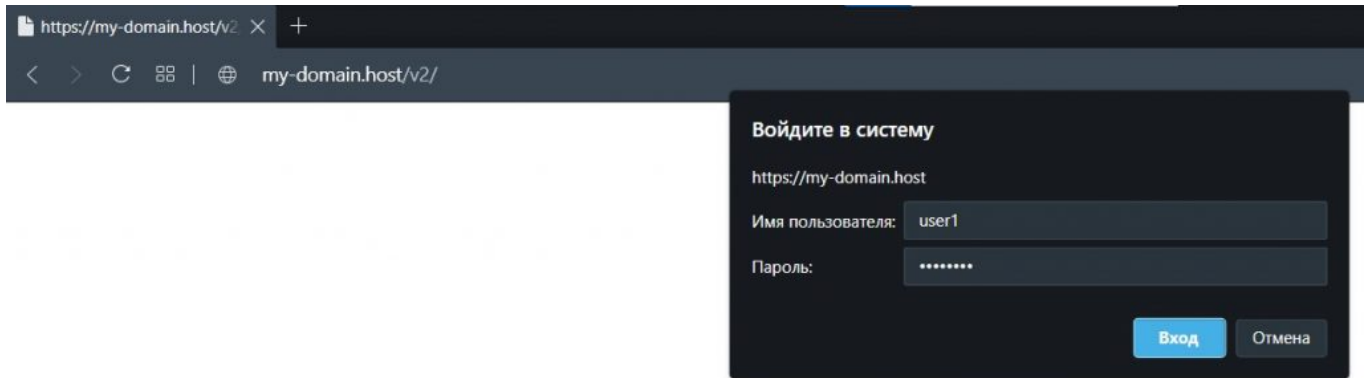 https://my-domain.host/v2
my-domain.host/v2/
Войдите в систему
https://my-domain.host
Имя пользователя: user1
Пароль: ••••••••
Вход Отмена